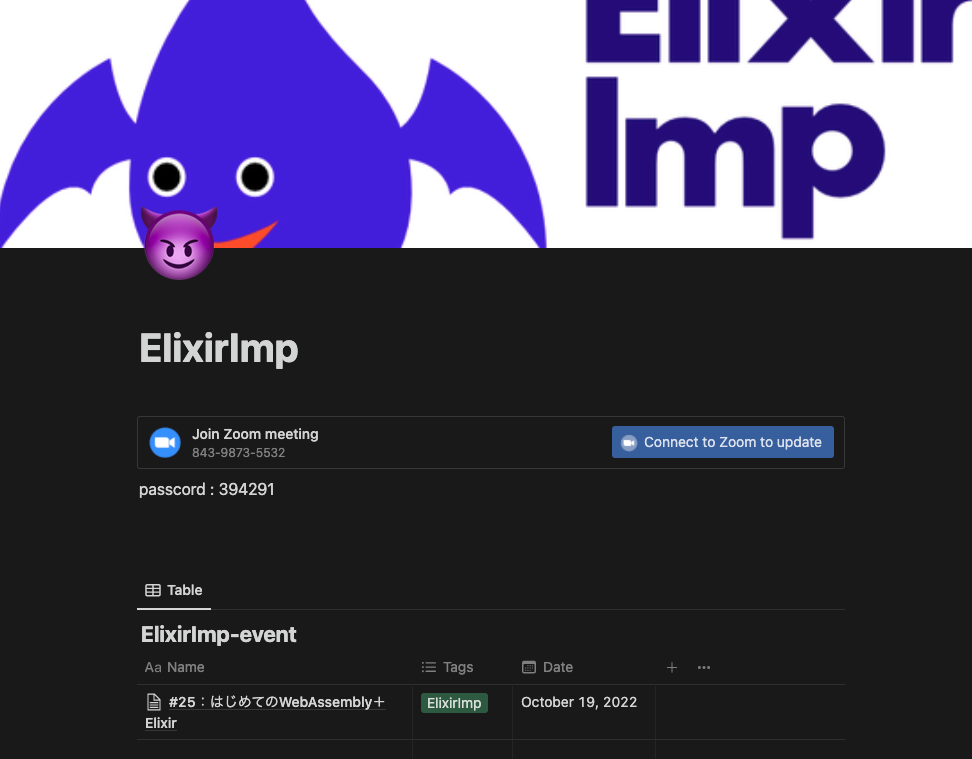 Elixir
Imp
ElixirImp
Join Zoom meeting
843-9873-5532
Connect to Zoom to update
passcord : 394291
Table
ElixirImp-event
Aa Name
Tags
Date
#25：はじめてのWebAssembly＋
Elixir
ElixirImp
October 19, 2022